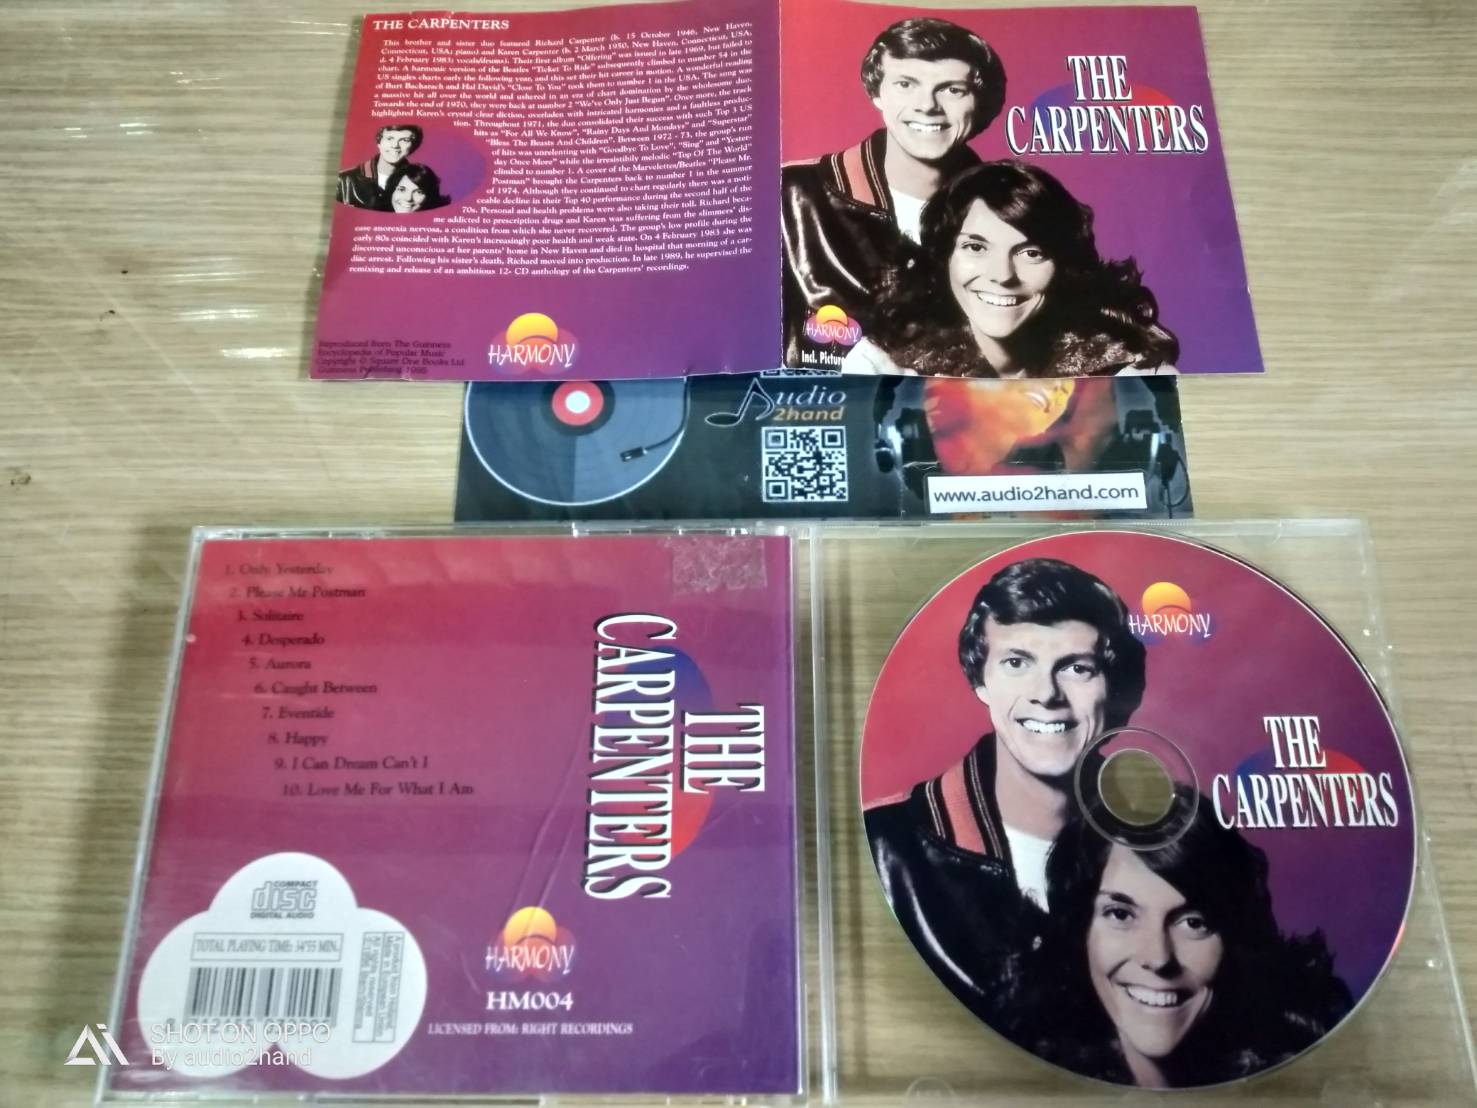 THE CARPENTERS
This brother and sister duo featured Richard Carpenter (b. 15 October 1946, New Haven,
Connecticut, USA; piano) and Karen Carpenter (b. 2 March 1950, New Haven, Connecticut, USA,
d. 4 February 1983; vocals/drums). Their first album "Offering" was issued in late 1969, but failed to
chart. A harmonic version of the Beatles "Ticket To Ride" subsequently climbed to number 54 in the
US singles charts early the following year, and this set their hit career in motion. A wonderful reading
of Burt Bacharach and Hal David's "Close To You" took them to number 1 in the USA. The song was
a massive hit all over the world and ushered in an era of chart domination by the wholesome duo.
Towards the end of 1970, they were back at number 2 "We've Only Just Begun". Once more, the track
highlighted Karen's crystal clear diction, overladen with intricated harmonies and a faultless produc-
tion. Throughout 1971, the duo consolidated their success with such Top 3 US
hits as "For All We Know", "Rainy Days And Mondays" and "Superstar"
"Bless The Beasts And Children". Between 1972 - 73, the group's run
of hits was unrelenting with "Goodbye To Love", "Sing" and "Yester-
day Once More" while the irresistibily melodic "Top Of The World"
climbed to number 1. A cover of the Marvelettes/Beatles "Please Mr.
Postman" brought the Carpenters back to number 1 in the summer
of 1974. Although they continued to chart regularly there was a noti-
ceable decline in their Top 40 performance during the second half of the
70s. Personal and health problems were also taking their toll. Richard beca-
me addicted to prescription drugs and Karen was suffering from the slimmers' dis-
ease anorexia nervosa, a condition from which she never recovered. The group's low profile during the
early 80s coincided with Karen's increasingly poor health and weak state. On 4 February 1983 she was
discovered unconscious at her parents' home in New Haven and died in hospital that morning of a car-
diac arrest. Following his sister's death, Richard moved into production. In late 1989, he supervised the
remixing and release of an ambitious 12- CD anthology of the Carpenters' recordings.
Reproduced from The Guinness
Encyclopedia of Popular Music
Copyright © Square One Books Ltd
Guinness Publishing 1995
HARMONY
THE
CARPENTERS
HARMONY
Incl. Picture
Audio
2hand
www.audio2hand.com
1. Only Yesterday
2. Please Mr Postman
3. Solitaire
4. Desperado
5. Aurora
6. Caught Between
7. Eventide
8. Happy
9. I Can Dream Can't I
10. Love Me For What I Am
THE
CARPENTERS
COMPACT
disc
DIGITAL AUDIO
TOTAL PLAYING TIME: 34'55 MIN.
HARMONY
HM004
LICENSED FROM: RIGHT RECORDINGS
HARMONY
THE
CARPENTERS
SHOT ON OPPO
By audio2hand